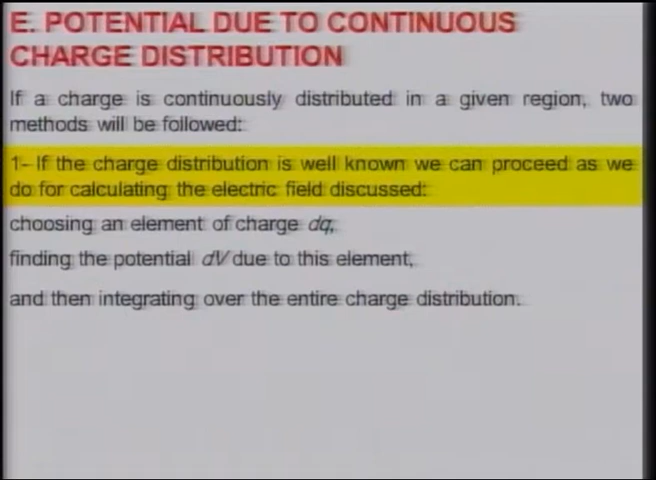 E. POTENTIAL DUE TO CONTINUOUS
CHARGE DISTRIBUTION
If a charge is continuously distributed in a given region, two
methods will be followed:
1- If the charge distribution is well known we can proceed as we
do for calculating the electric field discussed:
choosing an element of charge dq,
finding the potential dV due to this element,
and then integrating over the entire charge distribution.